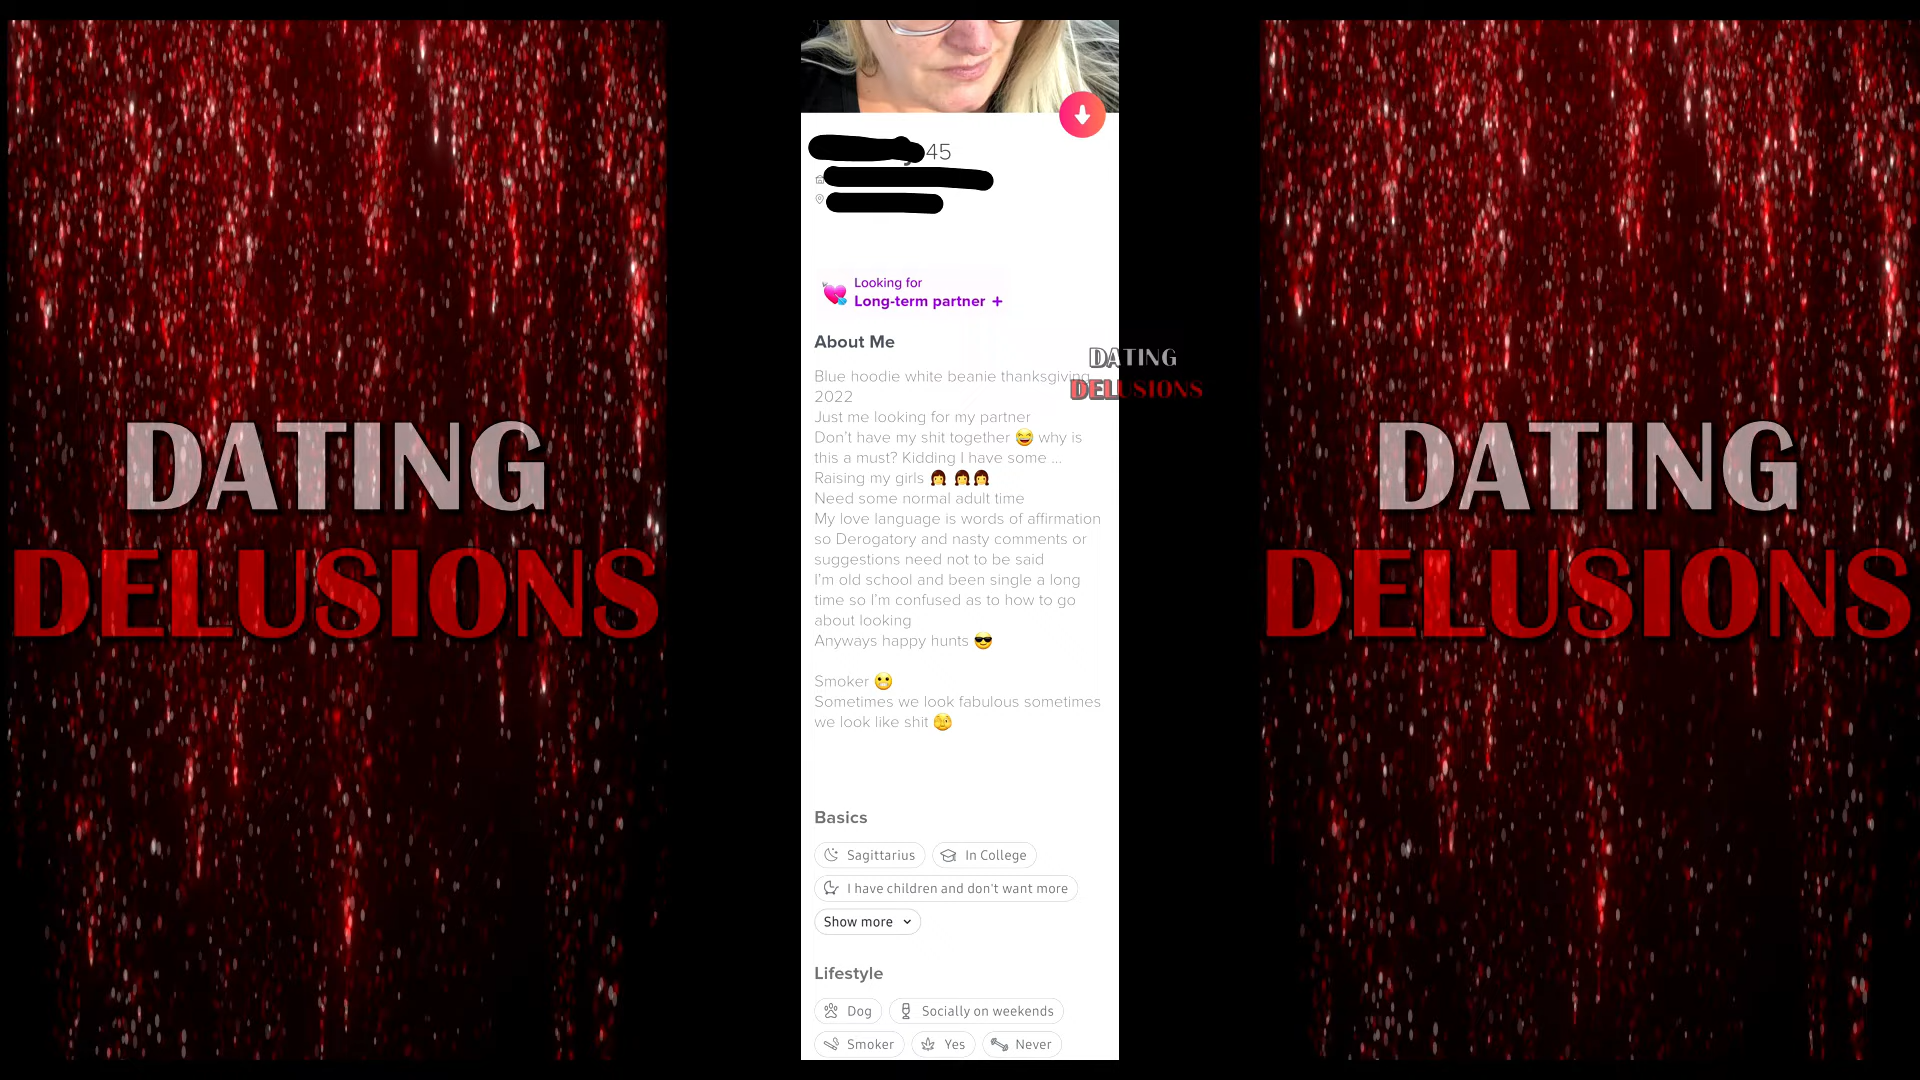 DATING
DELUSIONS
45
Looking for
Long-term partner +
About Me
Blue hoodie white beanie thanksgiving
2022
Just me looking for my partner
Don't have my shit together 😆 why is
this a must? Kidding I have some ...
Raising my girls 👩 👩👩
Need some normal adult time
My love language is words of affirmation
so Derogatory and nasty comments or
suggestions need not to be said
I'm old school and been single a long
time so I'm confused as to how to go
about looking
Anyways happy hunts 😎
Smoker 😬
Sometimes we look fabulous sometimes
we look like shit 🫣
Basics
Sagittarius
In College
I have children and don't want more
Show more
Lifestyle
Dog
Socially on weekends
Smoker
Yes
Never
DATING
DELUSIONS
DATING
DELUSIONS